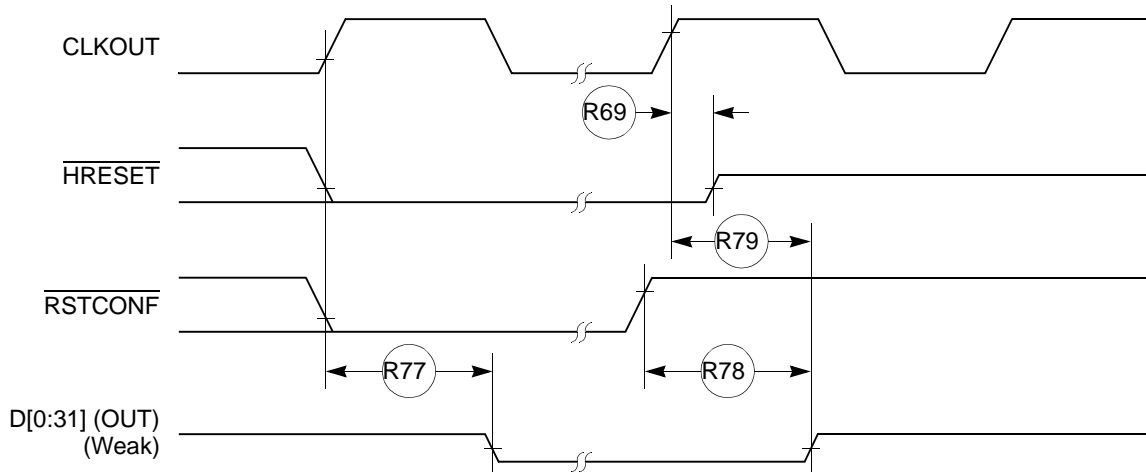 CLKOUT
R69
HRESET
R79
RSTCONF
R77
R78
D[0:31] (OUT)
(Weak)